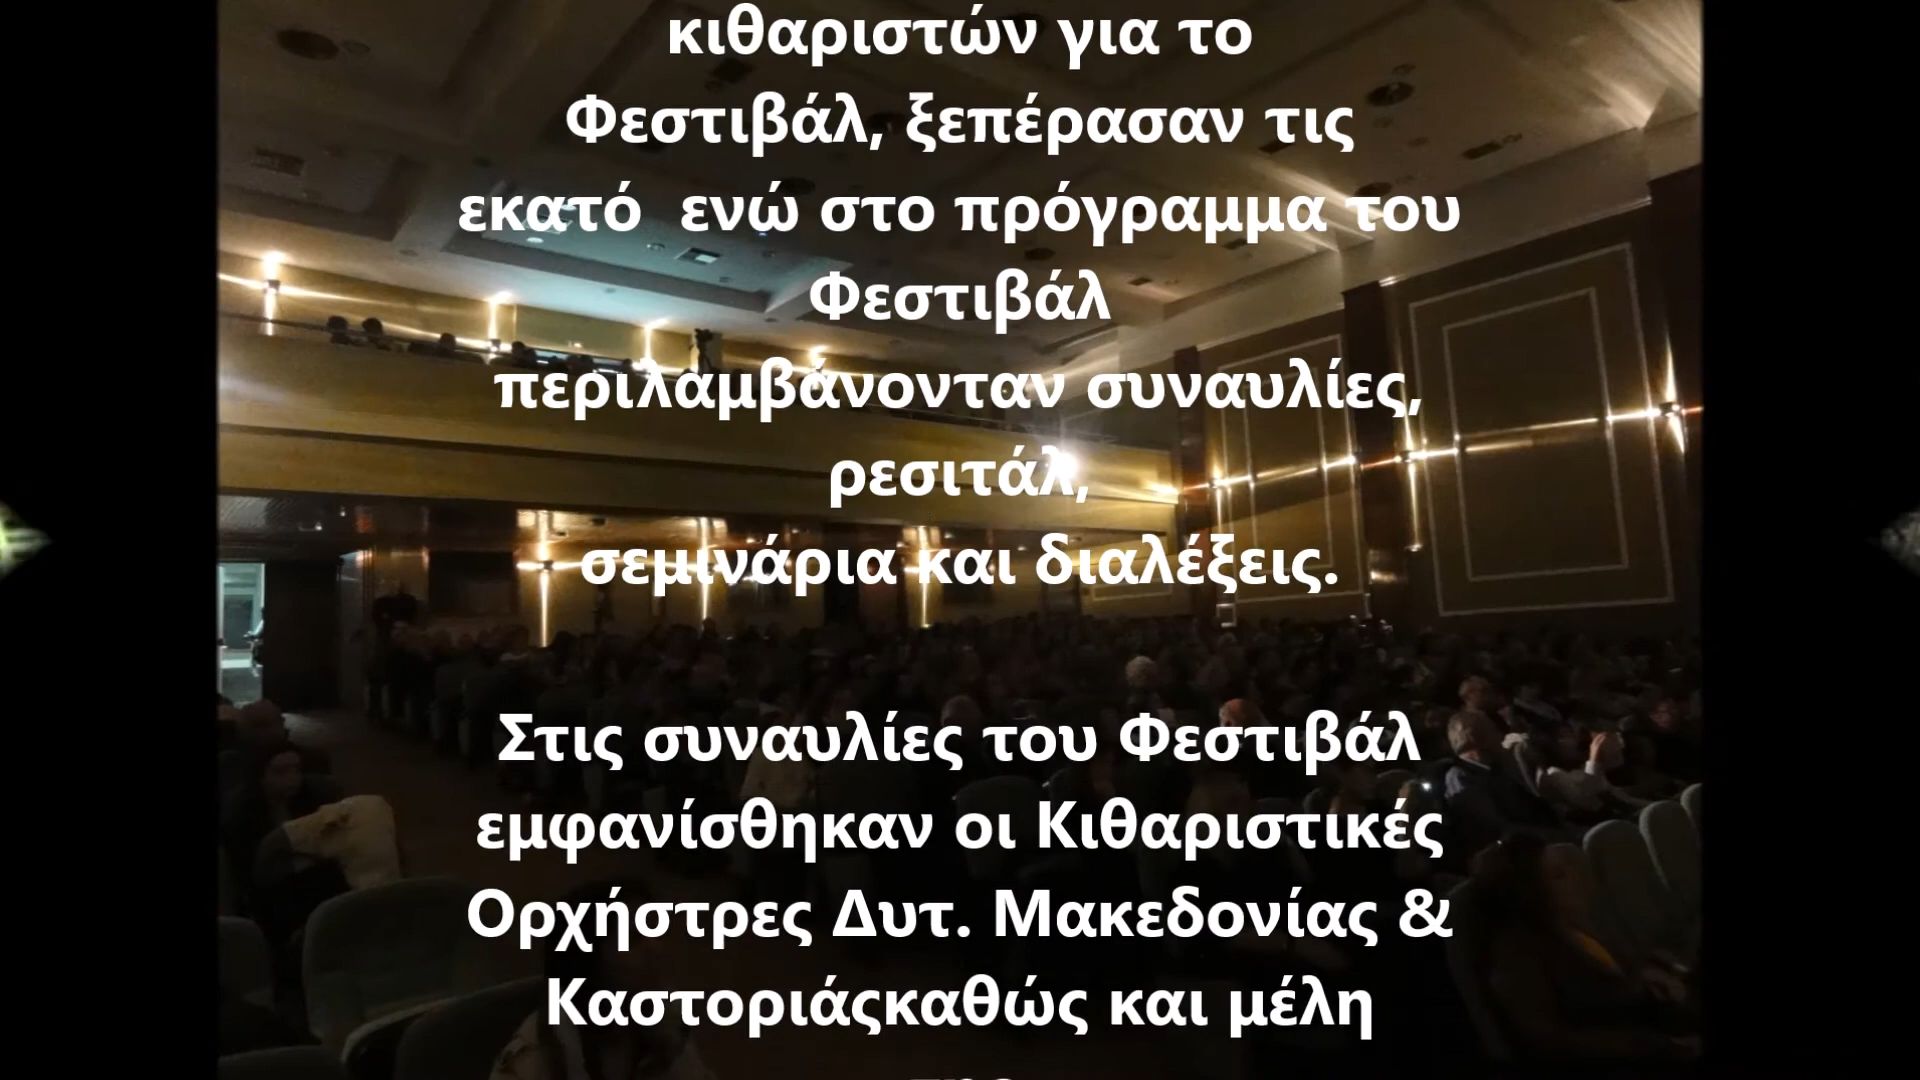 κιθαριστών για το
Φεστιβάλ, ξεπέρασαν τις
εκατό  ενώ στο πρόγραμμα του
Φεστιβάλ
περιλαμβάνονταν συναυλίες,
ρεσιτάλ,
σεμινάρια και διαλέξεις.
Στις συναυλίες του Φεστιβάλ
εμφανίσθηκαν οι Κιθαριστικές
Ορχήστρες Δυτ. Μακεδονίας &
Καστοριάςκαθώς και μέλη